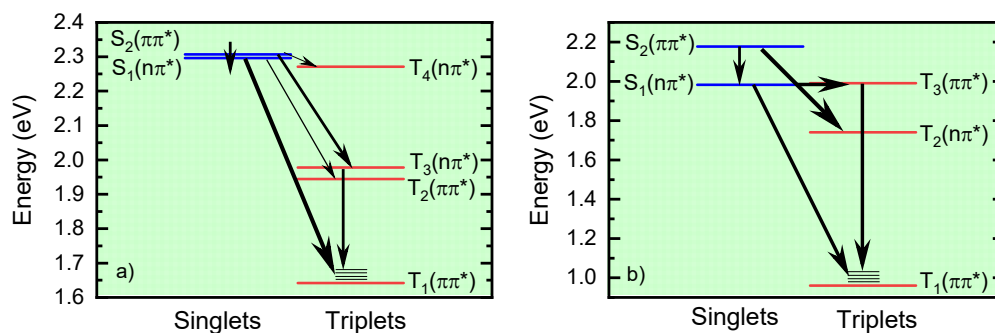 2.4
2.3
2.2
2.1
2.0
1.9
1.8
1.7
1.6
Energy (eV)
S2(ππ*)
S1(nπ*)
T4(nπ*)
T3(nπ*)
T2(ππ*)
T1(ππ*)
a)
Singlets
Triplets
2.2
2.0
1.8
1.6
1.4
1.2
1.0
Energy (eV)
S2(ππ*)
S1(nπ*)
T3(ππ*)
T2(nπ*)
T1(ππ*)
b)
Singlets
Triplets